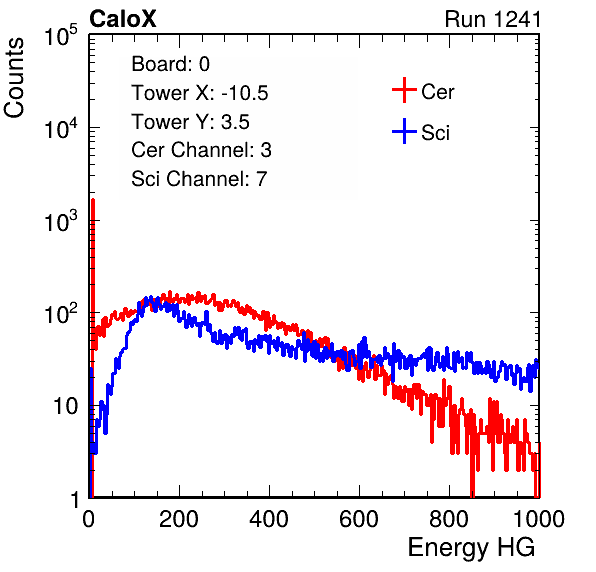 CaloX Run 1241
Counts
10^5
10^4
10^3
10^2
10
1
Board: 0
Tower X: -10.5
Tower Y: 3.5
Cer Channel: 3
Sci Channel: 7
Cer
Sci
0 200 400 600 800 1000
Energy HG